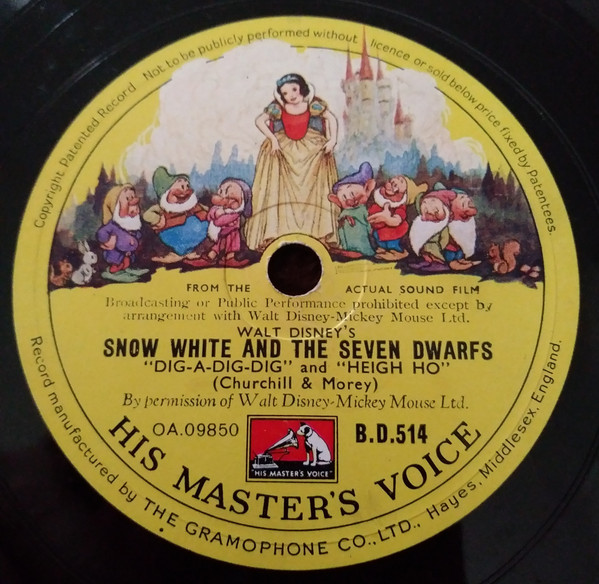 Copyright. Patented Record Not to be publicly performed without licence or sold below price fixed by Patentees.
FROM THE ACTUAL SOUND FILM
Broadcasting or Public Performance prohibited except by
arrangement with Walt Disney-Mickey Mouse Ltd.
WALT DISNEY'S
SNOW WHITE AND THE SEVEN DWARFS
"DIG-A-DIG-DIG" and "HEIGH HO"
(Churchill & Morey)
By permission of Walt Disney-Mickey Mouse Ltd.
OA.09850
B.D.514
"HIS MASTER'S VOICE"
HIS MASTER'S VOICE
Record manufactured by THE GRAMOPHONE CO., LTD., Hayes, Middlesex, England.